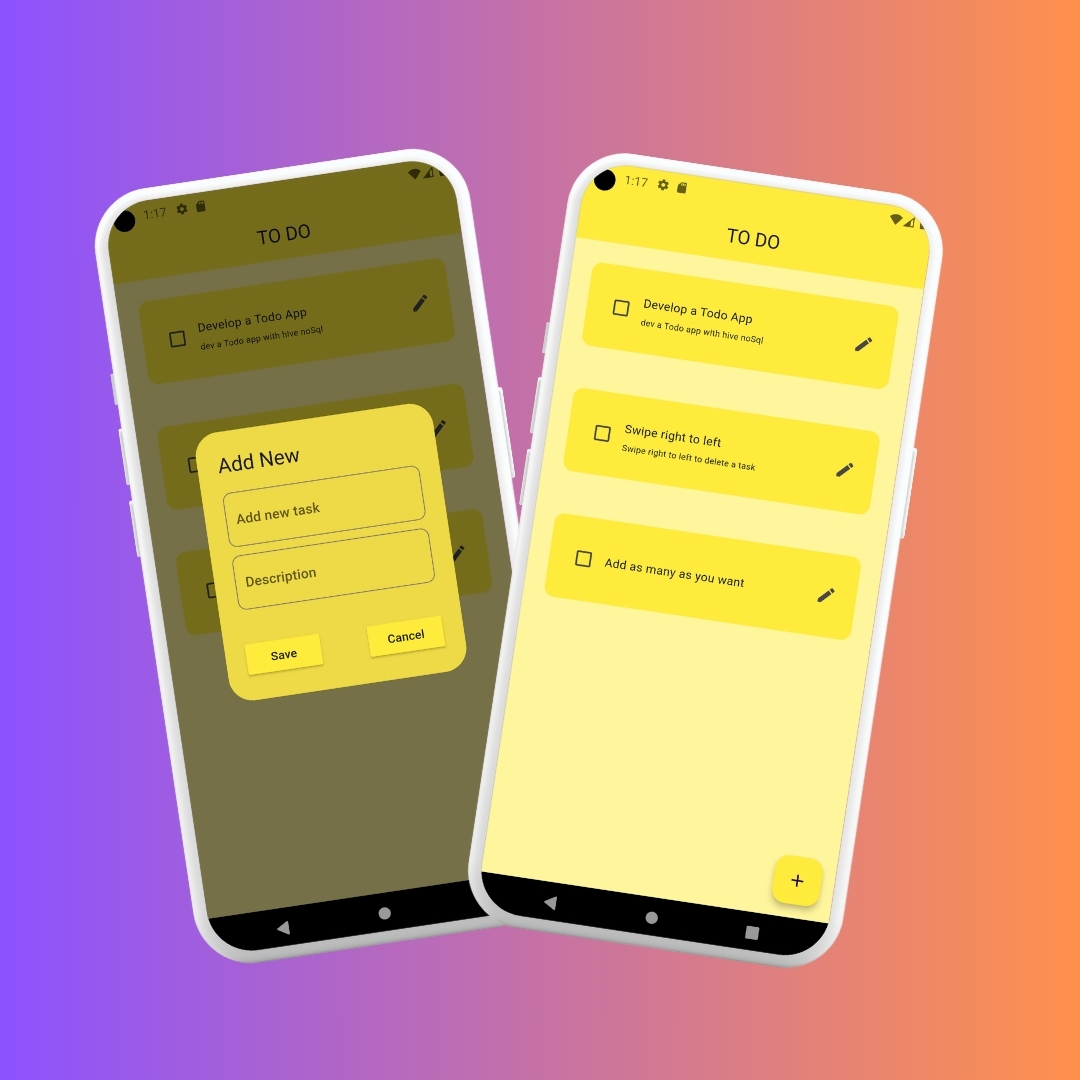 1:17
TO DO
Develop a Todo App
dev a Todo app with hive noSql
Add New
Add new task
Description
Save
Cancel
1:17
TO DO
Develop a Todo App
dev a Todo app with hive noSql
Swipe right to left
Swipe right to left to delete a task
Add as many as you want
+